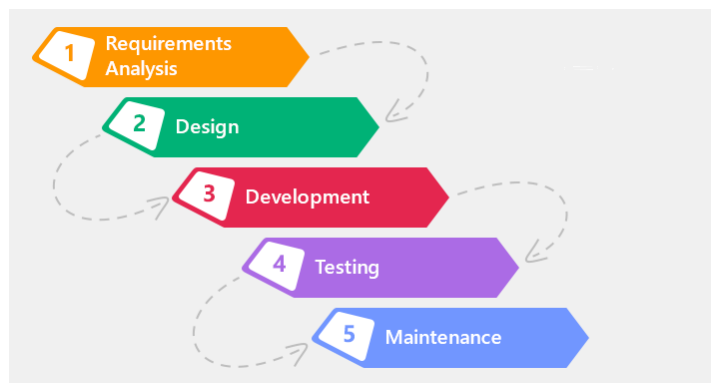 1
Requirements
Analysis
2
Design
3
Development
4
Testing
5
Maintenance